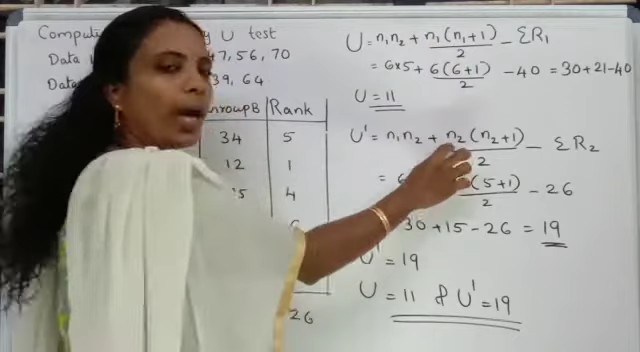 Computi y U test
Data 7, 56, 70
Data 39, 64
GroupB Rank
34 5
12 1
5 4
26
U = n₁n₂ + n₁(n₁+1)/2 - ΣR₁
= 6×5 + 6(6+1)/2 - 40 = 30+21-40
U = 11
U' = n₁n₂ + n₂(n₂+1)/2 - ΣR₂
= 6 (5+1)/2 - 26
30+15-26 = 19
U' = 19
U = 11 & U' = 19